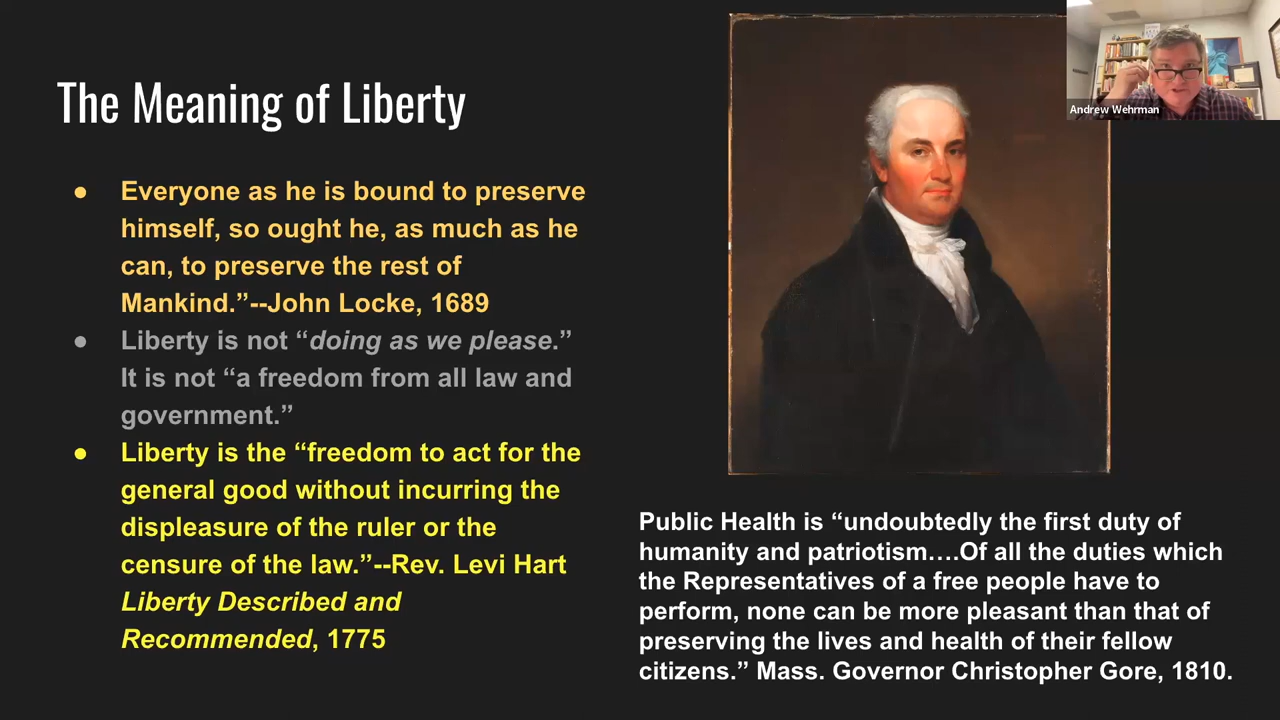 The Meaning of Liberty
● Everyone as he is bound to preserve
himself, so ought he, as much as he
can, to preserve the rest of
Mankind.”--John Locke, 1689
● Liberty is not “doing as we please.”
It is not “a freedom from all law and
government.”
● Liberty is the “freedom to act for the
general good without incurring the
displeasure of the ruler or the
censure of the law.”--Rev. Levi Hart
Liberty Described and
Recommended, 1775
Andrew Wehrman
Public Health is “undoubtedly the first duty of
humanity and patriotism….Of all the duties which
the Representatives of a free people have to
perform, none can be more pleasant than that of
preserving the lives and health of their fellow
citizens.” Mass. Governor Christopher Gore, 1810.